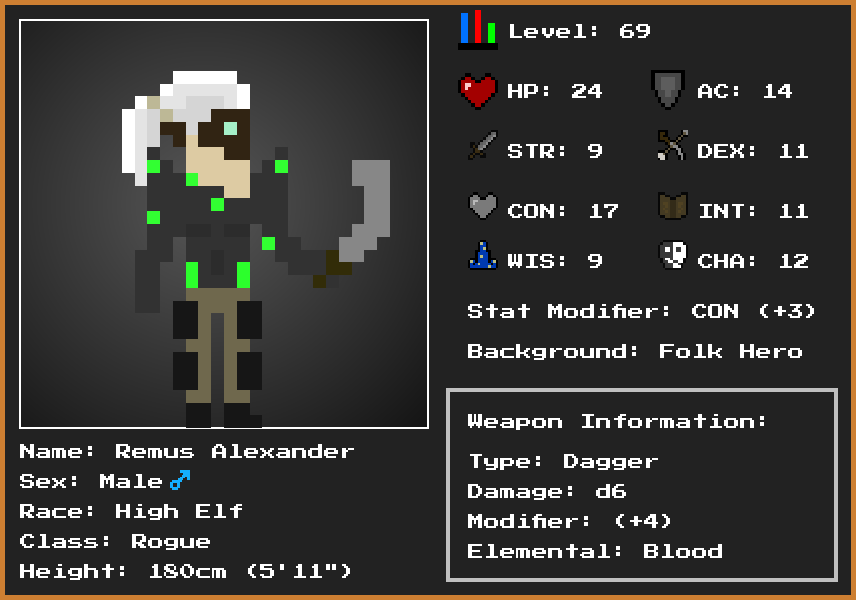 Level: 69
HP: 24
AC: 14
STR: 9
DEX: 11
CON: 17
INT: 11
WIS: 9
CHA: 12
Stat Modifier: CON (+3)
Background: Folk Hero
Weapon Information:
Type: Dagger
Damage: d6
Modifier: (+4)
Elemental: Blood
Name: Remus Alexander
Sex: Male ♂
Race: High Elf
Class: Rogue
Height: 180cm (5'11")